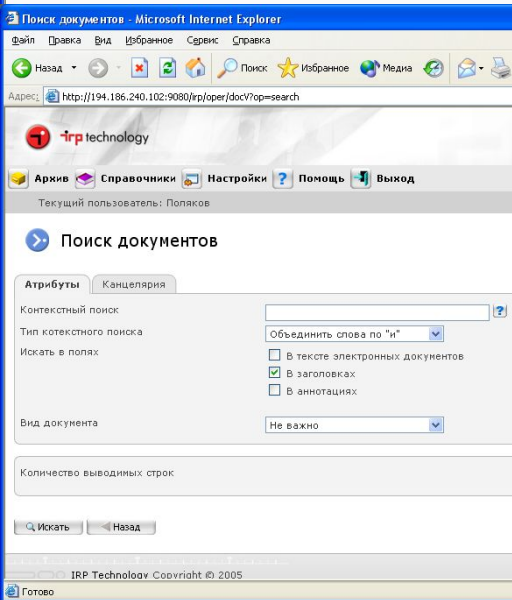 Поиск документов - Microsoft Internet Explorer
Файл Правка Вид Избранное Сервис Справка
Назад Поиск Избранное Медиа
Адрес: http://194.186.240.102:9080/irp/oper/docV?op=search
irp technology
Архив Справочники Настройки ? Помощь Выход
Текущий пользователь: Поляков
Поиск документов
Атрибуты Канцелярия
Контекстный поиск ?
Тип котекстного поиска Объединить слова по "и"
Искать в полях В тексте электронных документов
В заголовках
В аннотациях
Вид документа Не важно
Количество выводимых строк
Искать Назад
IRP Technology Copyright © 2005
Готово